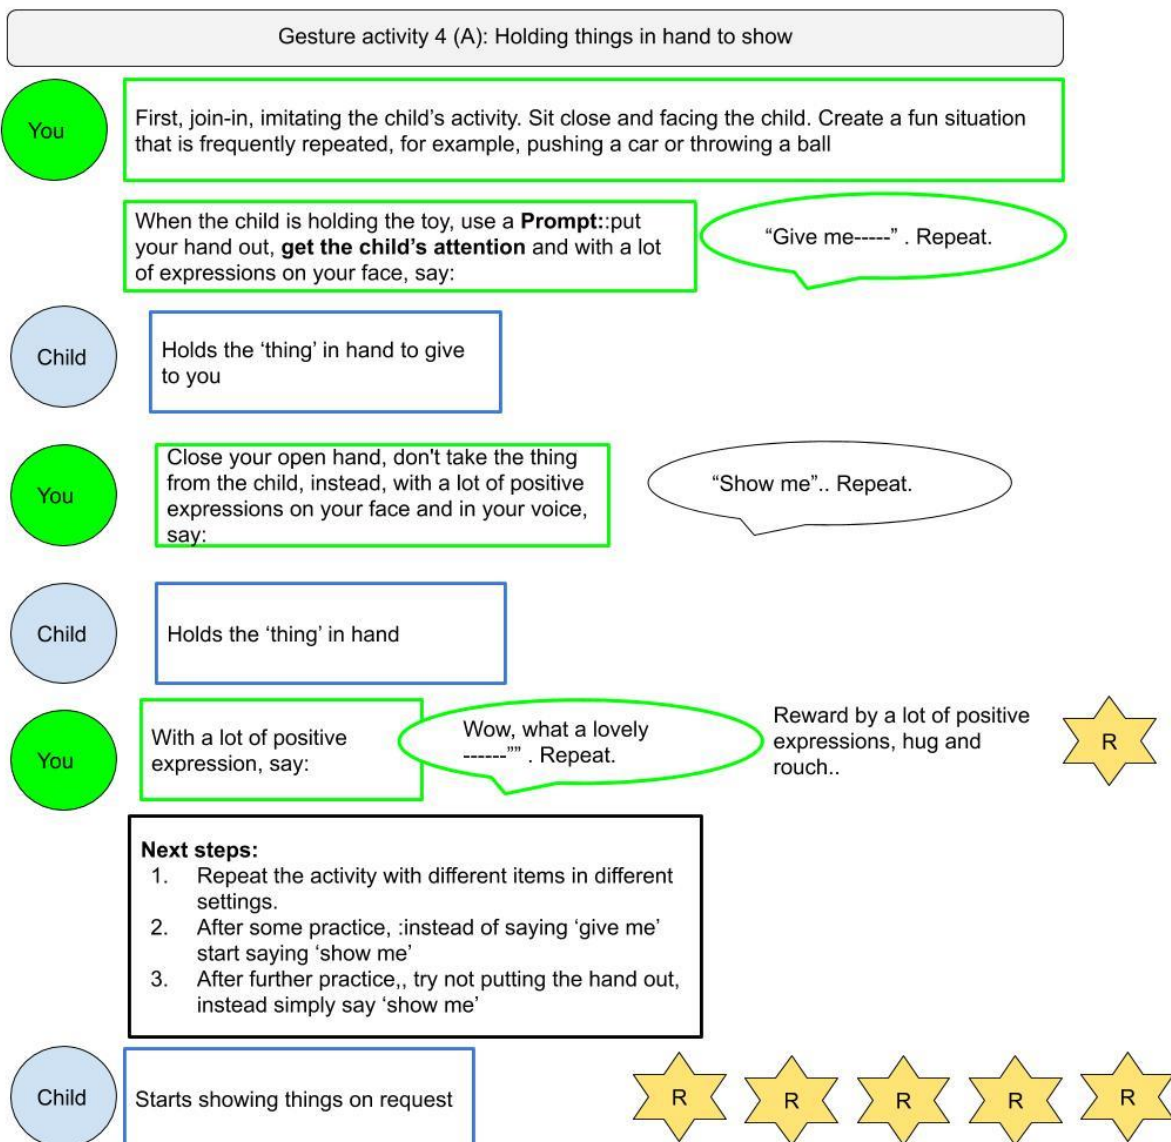 Gesture activity 4 (A): Holding things in hand to show
You
First, join-in, imitating the child’s activity. Sit close and facing the child. Create a fun situation
that is frequently repeated, for example, pushing a car or throwing a ball
When the child is holding the toy, use a Prompt::put
your hand out, get the child’s attention and with a lot
of expressions on your face, say:
“Give me-----” . Repeat.
Child
Holds the ‘thing’ in hand to give
to you
You
Close your open hand, don't take the thing
from the child, instead, with a lot of positive
expressions on your face and in your voice,
say:
“Show me”.. Repeat.
Child
Holds the ‘thing’ in hand
You
With a lot of positive
expression, say:
Wow, what a lovely
------”” . Repeat.
Reward by a lot of positive
expressions, hug and
rouch..
R
Next steps:
1. Repeat the activity with different items in different
settings.
2. After some practice, :instead of saying ‘give me’
start saying ‘show me’
3. After further practice,, try not putting the hand out,
instead simply say ‘show me’
Child
Starts showing things on request
R R R R R